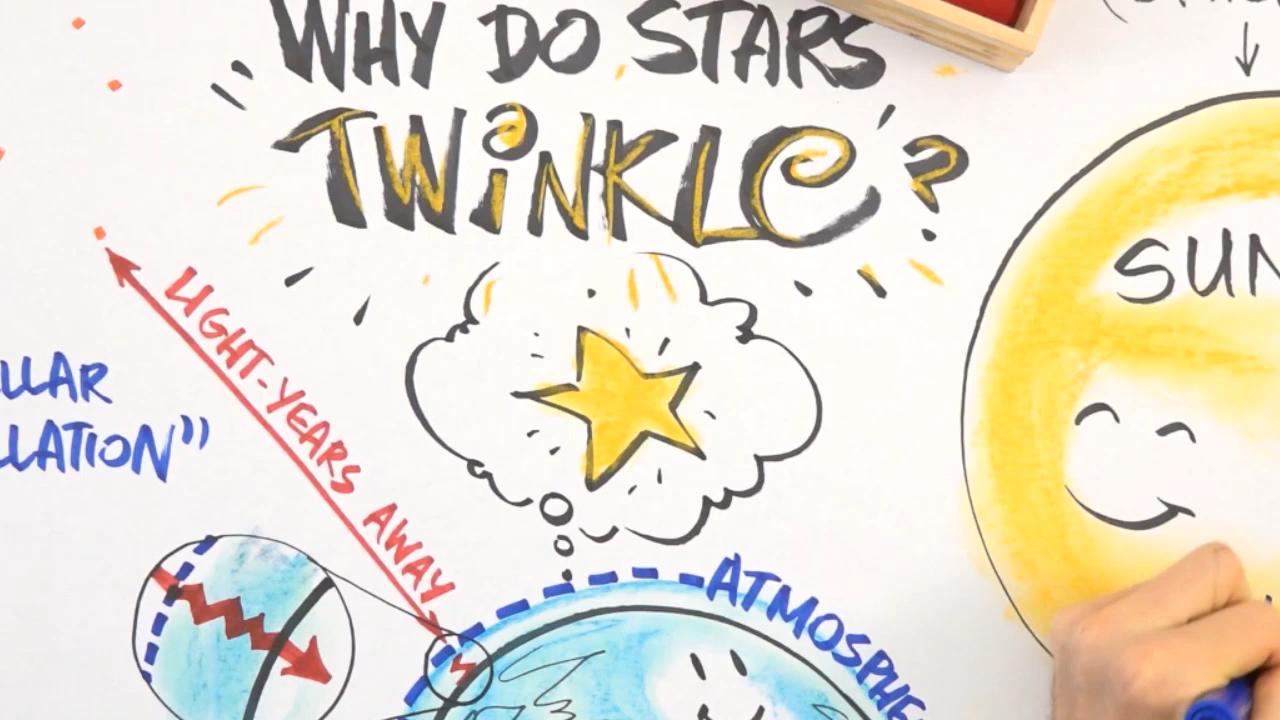 WHY DO STARS
TWiNKLE?
SUN
LIGHT-YEARS AWAY
LLAR
LLATION"
ATMOSPHE